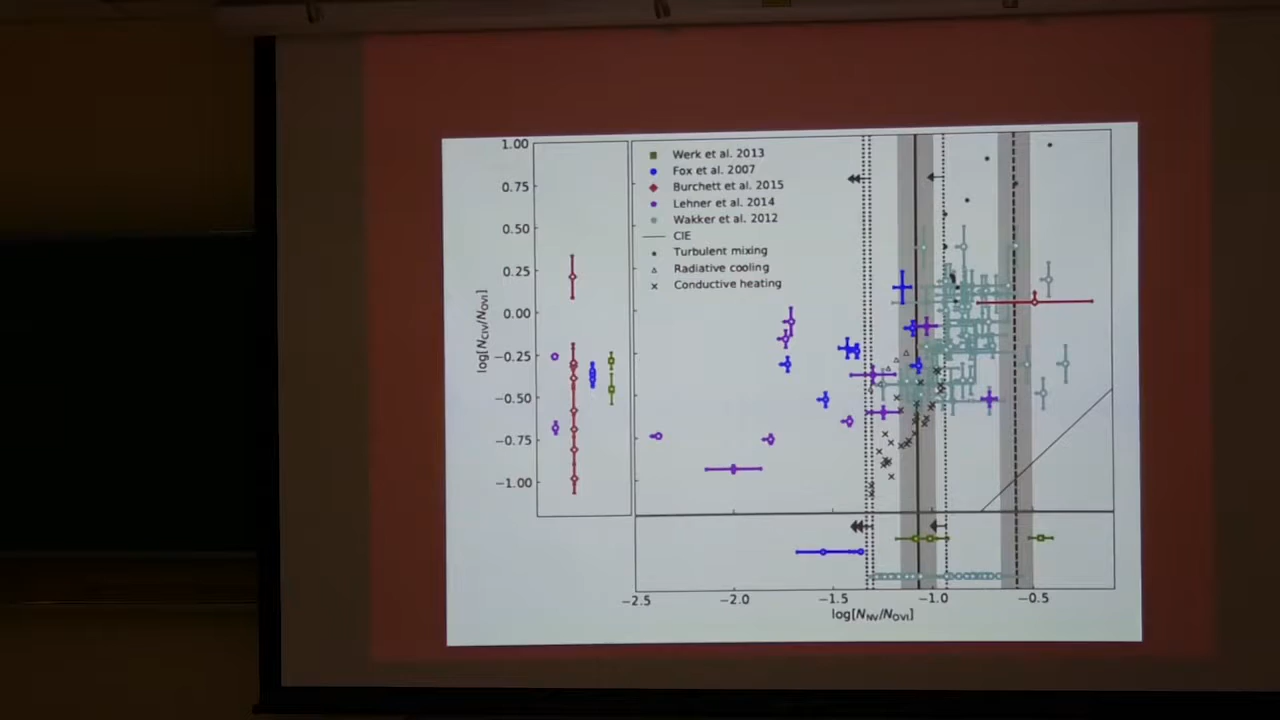 1.00
0.75
0.50
0.25
0.00
−0.25
−0.50
−0.75
−1.00
log[N_CIV/N_OVI]
Werk et al. 2013
Fox et al. 2007
Burchett et al. 2015
Lehner et al. 2014
Wakker et al. 2012
CIE
Turbulent mixing
Radiative cooling
Conductive heating
−2.5 −2.0 −1.5 −1.0 −0.5
log[N_NV/N_OVI]